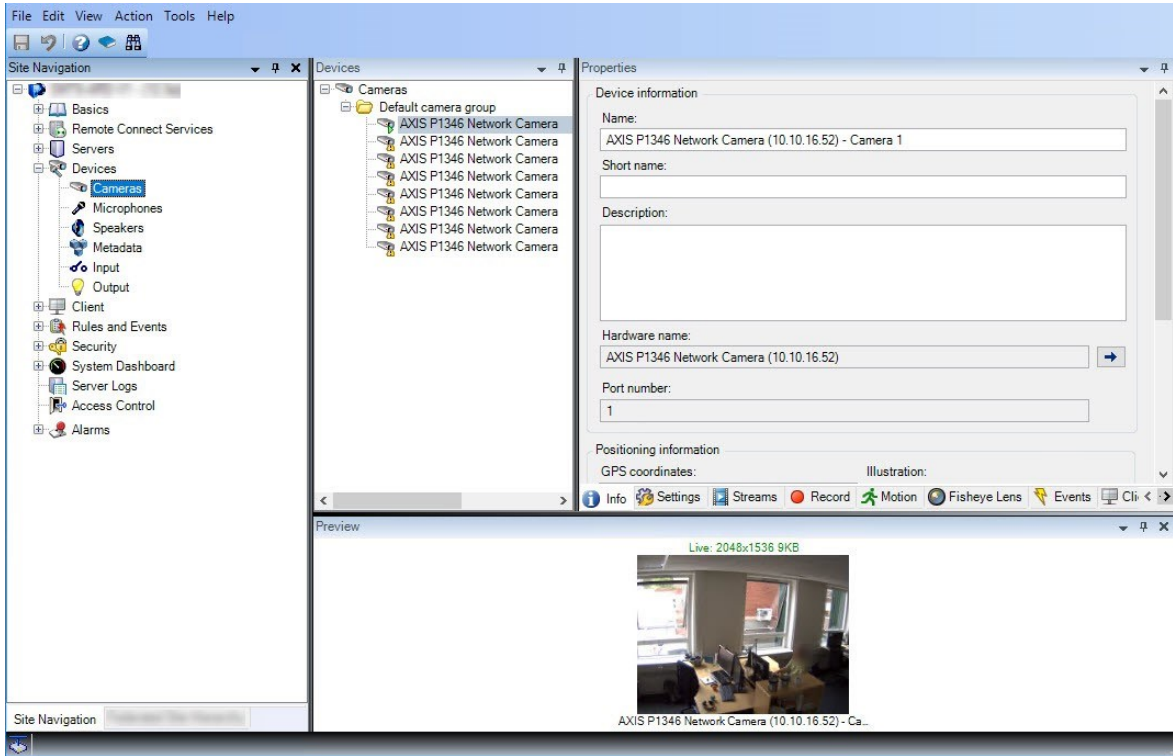 File Edit View Action Tools Help
Site Navigation
Basics
Remote Connect Services
Servers
Devices
Cameras
Microphones
Speakers
Metadata
Input
Output
Client
Rules and Events
Security
System Dashboard
Server Logs
Access Control
Alarms
Site Navigation
Devices
Cameras
Default camera group
AXIS P1346 Network Camera
AXIS P1346 Network Camera
AXIS P1346 Network Camera
AXIS P1346 Network Camera
AXIS P1346 Network Camera
AXIS P1346 Network Camera
AXIS P1346 Network Camera
AXIS P1346 Network Camera
Properties
Device information
Name:
AXIS P1346 Network Camera (10.10.16.52) - Camera 1
Short name:
Description:
Hardware name:
AXIS P1346 Network Camera (10.10.16.52)
Port number:
1
Positioning information
GPS coordinates: Illustration:
Info Settings Streams Record Motion Fisheye Lens Events Cli
Preview
Live: 2048x1536 9KB
AXIS P1346 Network Camera (10.10.16.52) - Ca...